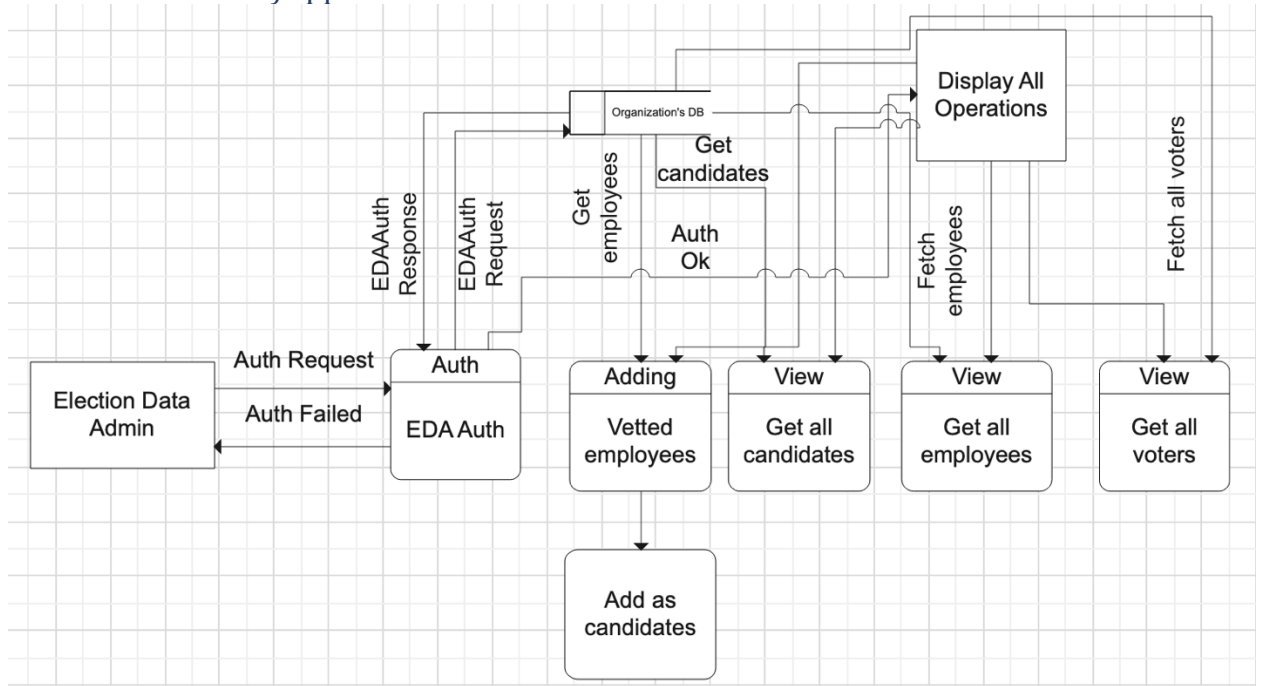 Display All
Operations
Organization's DB
Get
candidates
Get
employees
EDAAuth
Response
EDAAuth
Request
Auth
Ok
Fetch
employees
Fetch all voters
Election Data
Admin
Auth Request
Auth Failed
Auth
EDA Auth
Adding
Vetted
employees
View
Get all
candidates
View
Get all
employees
View
Get all
voters
Add as
candidates